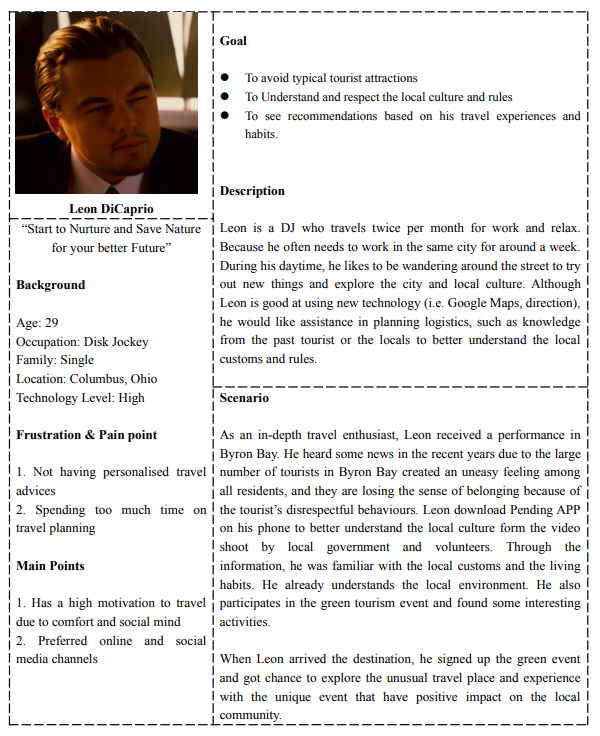 Leon DiCaprio
“Start to Nurture and Save Nature
for your better Future”
Background
Age: 29
Occupation: Disk Jockey
Family: Single
Location: Columbus, Ohio
Technology Level: High
Frustration & Pain point
1. Not having personalised travel
advices
2. Spending too much time on
travel planning
Main Points
1. Has a high motivation to travel
due to comfort and social mind
2. Preferred online and social
media channels
Goal
● To avoid typical tourist attractions
● To Understand and respect the local culture and rules
● To see recommendations based on his travel experiences and
habits.
Description
Leon is a DJ who travels twice per month for work and relax.
Because he often needs to work in the same city for around a week.
During his daytime, he likes to be wandering around the street to try
out new things and explore the city and local culture. Although
Leon is good at using new technology (i.e. Google Maps, direction),
he would like assistance in planning logistics, such as knowledge
from the past tourist or the locals to better understand the local
customs and rules.
Scenario
As an in-depth travel enthusiast, Leon received a performance in
Byron Bay. He heard some news in the recent years due to the large
number of tourists in Byron Bay created an uneasy feeling among
all residents, and they are losing the sense of belonging because of
the tourist’s disrespectful behaviours. Leon download Pending APP
on his phone to better understand the local culture form the video
shoot by local government and volunteers. Through the
information, he was familiar with the local customs and the living
habits. He already understands the local environment. He also
participates in the green tourism event and found some interesting
activities.
When Leon arrived the destination, he signed up the green event
and got chance to explore the unusual travel place and experience
with the unique event that have positive impact on the local
community.